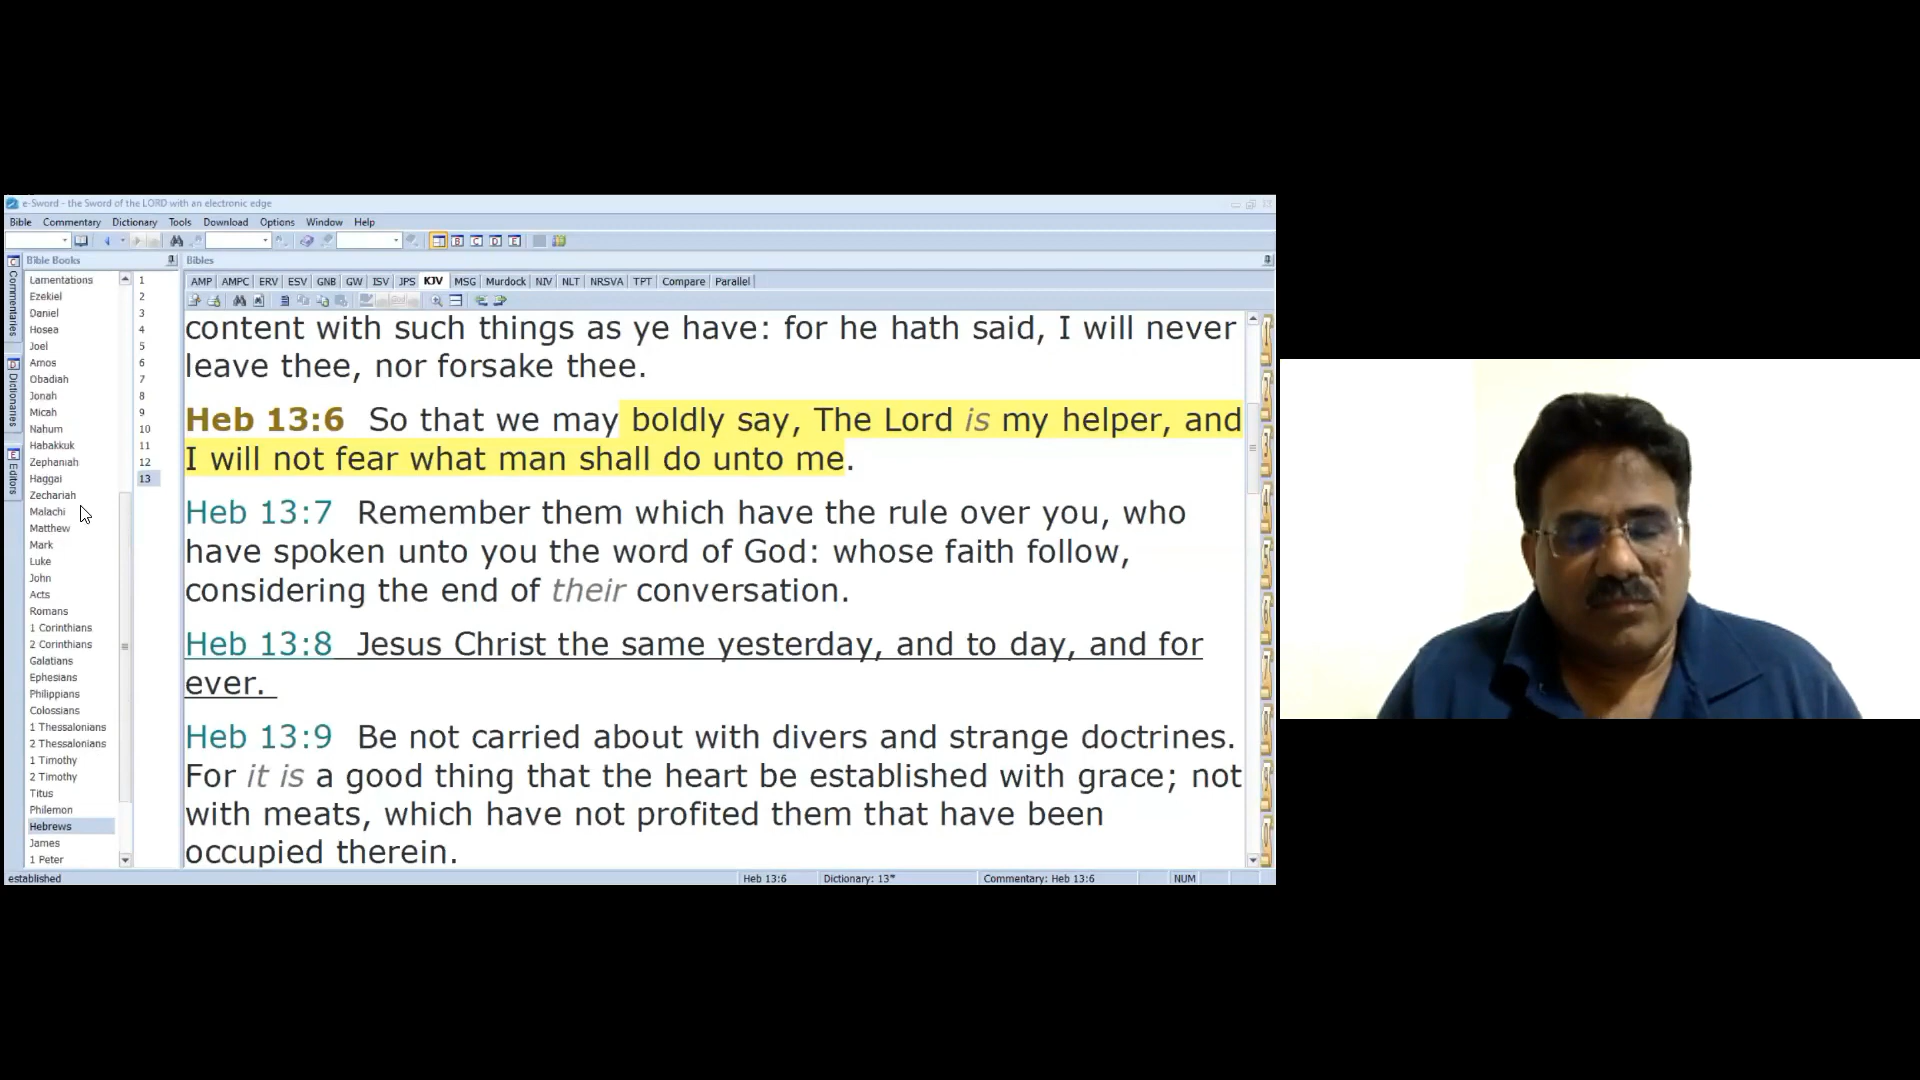 e-Sword - the Sword of the LORD with an electronic edge
Bible Commentary Dictionary Tools Download Options Window Help
B C D E
Bible Books
Bibles
Commentaries
Dictionaries
Editors
AMP AMPC ERV ESV GNB GW ISV JPS KJV MSG Murdock NIV NLT NRSVA TPT Compare Parallel
Lamentations
Ezekiel
Daniel
Hosea
Joel
Amos
Obadiah
Jonah
Micah
Nahum
Habakkuk
Zephaniah
Haggai
Zechariah
Malachi
Matthew
Mark
Luke
John
Acts
Romans
1 Corinthians
2 Corinthians
Galatians
Ephesians
Philippians
Colossians
1 Thessalonians
2 Thessalonians
1 Timothy
2 Timothy
Titus
Philemon
Hebrews
James
1 Peter
1
2
3
4
5
6
7
8
9
10
11
12
13
content with such things as ye have: for he hath said, I will never
leave thee, nor forsake thee.
Heb 13:6 So that we may boldly say, The Lord is my helper, and
I will not fear what man shall do unto me.
Heb 13:7 Remember them which have the rule over you, who
have spoken unto you the word of God: whose faith follow,
considering the end of their conversation.
Heb 13:8 Jesus Christ the same yesterday, and to day, and for
ever.
Heb 13:9 Be not carried about with divers and strange doctrines.
For it is a good thing that the heart be established with grace; not
with meats, which have not profited them that have been
occupied therein.
established
Heb 13:6
Dictionary: 13*
Commentary: Heb 13:6
NUM